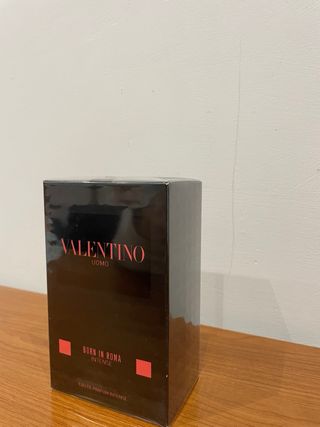 VALENTINO
UOMO
BORN IN ROMA
INTENSE
EAU DE PARFUM INTENSE